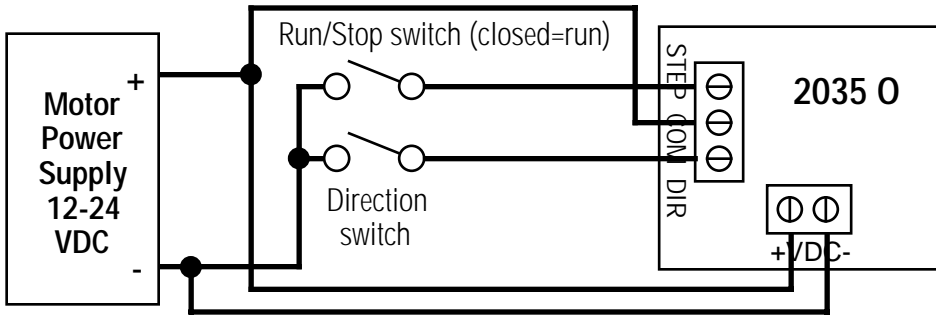 Run/Stop switch (closed=run)
+
Motor
Power
Supply
12-24
VDC
-
Direction
switch
STEP COM DIR
2035 O
+VDC-